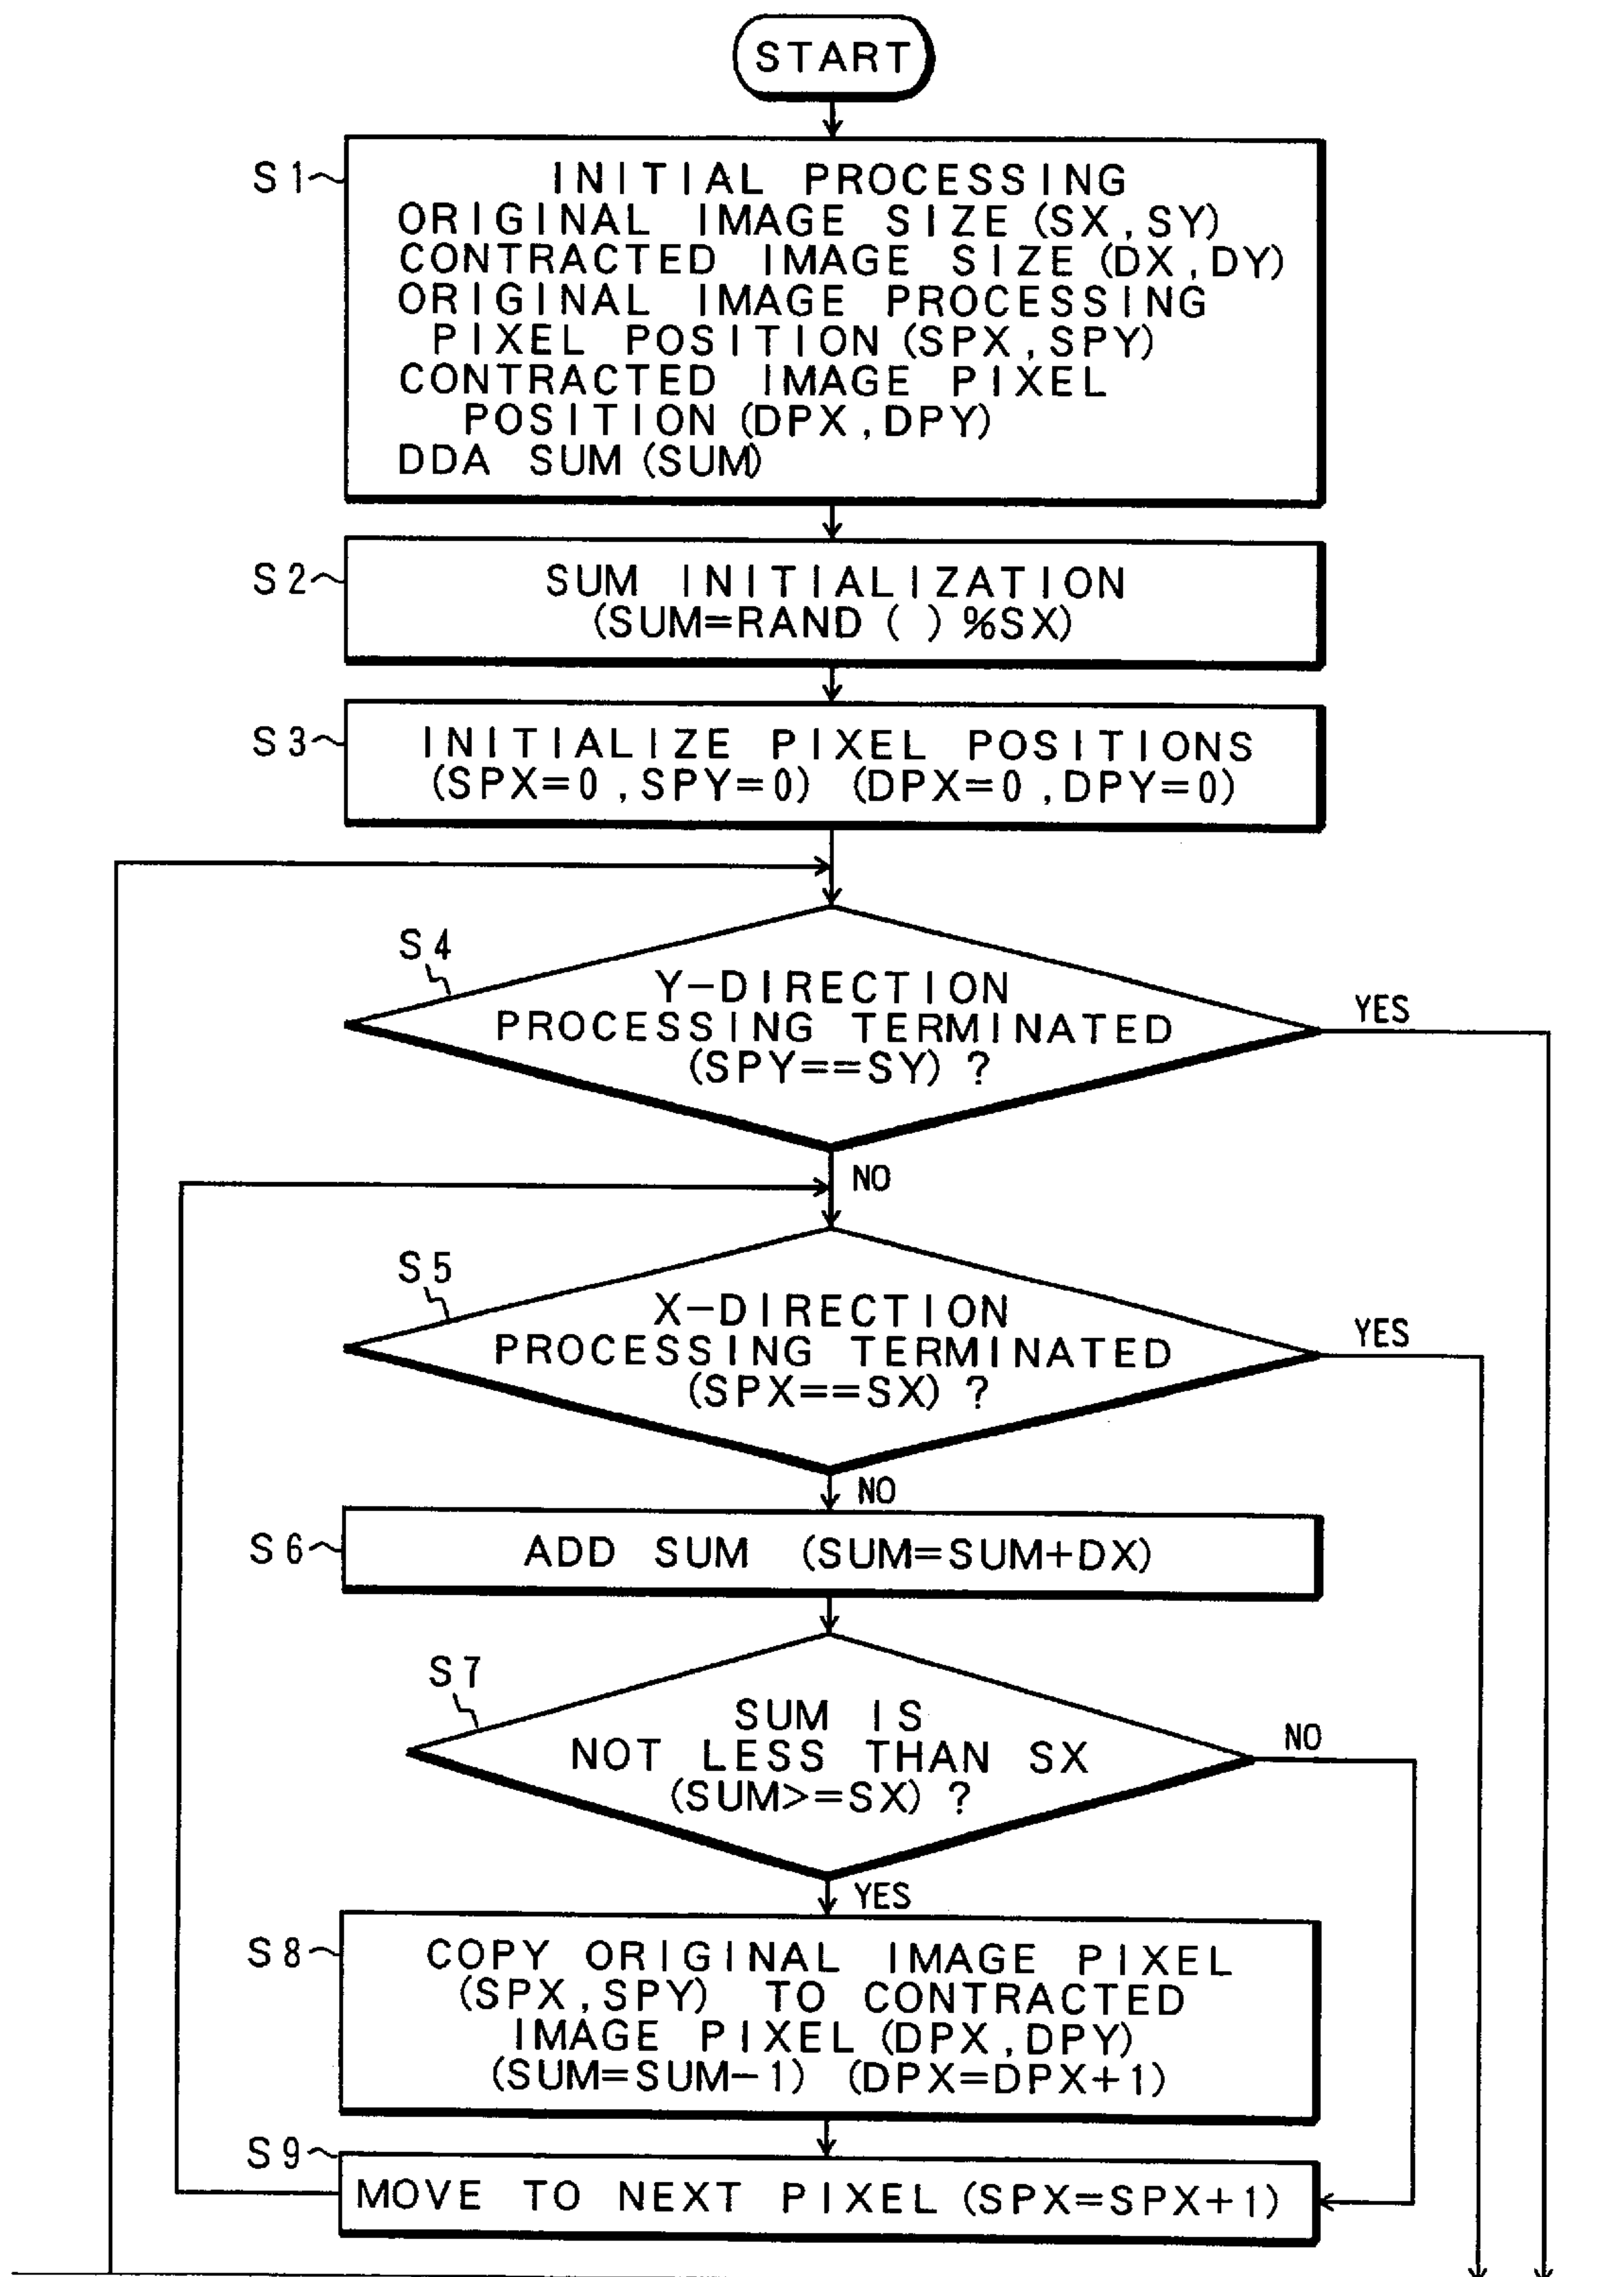 START
S1
INITIAL PROCESSING
ORIGINAL IMAGE SIZE (SX,SY)
CONTRACTED IMAGE SIZE (DX,DY)
ORIGINAL IMAGE PROCESSING
PIXEL POSITION (SPX,SPY)
CONTRACTED IMAGE PIXEL
POSITION (DPX,DPY)
DDA SUM (SUM)
S2
SUM INITIALIZATION
(SUM=RAND ( ) %SX)
S3
INITIALIZE PIXEL POSITIONS
(SPX=0,SPY=0) (DPX=0,DPY=0)
S4
Y-DIRECTION
PROCESSING TERMINATED
(SPY==SY) ?
YES
NO
S5
X-DIRECTION
PROCESSING TERMINATED
(SPX==SX) ?
YES
NO
S6
ADD SUM (SUM=SUM+DX)
S7
SUM IS
NOT LESS THAN SX
(SUM>=SX) ?
NO
YES
S8
COPY ORIGINAL IMAGE PIXEL
(SPX,SPY) TO CONTRACTED
IMAGE PIXEL (DPX,DPY)
(SUM=SUM-1) (DPX=DPX+1)
S9
MOVE TO NEXT PIXEL (SPX=SPX+1)